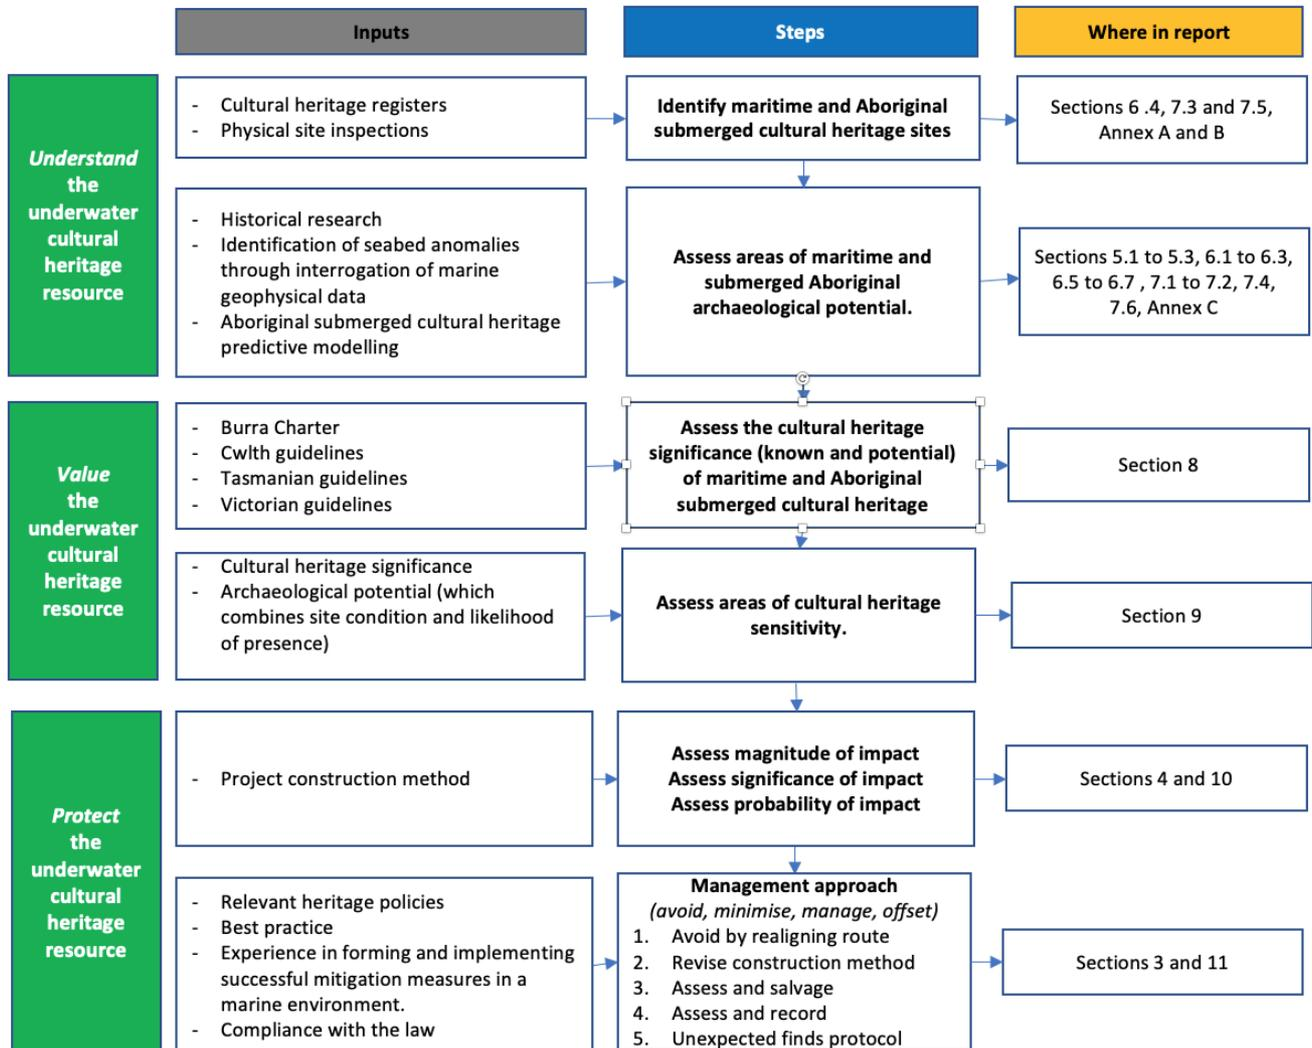 Inputs
Steps
Where in report
Understand
the
underwater
cultural
heritage
resource
- Cultural heritage registers
- Physical site inspections
Identify maritime and Aboriginal
submerged cultural heritage sites
Sections 6 .4, 7.3 and 7.5,
Annex A and B
- Historical research
- Identification of seabed anomalies
through interrogation of marine
geophysical data
- Aboriginal submerged cultural heritage
predictive modelling
Assess areas of maritime and
submerged Aboriginal
archaeological potential.
Sections 5.1 to 5.3, 6.1 to 6.3,
6.5 to 6.7 , 7.1 to 7.2, 7.4,
7.6, Annex C
Value
the
underwater
cultural
heritage
resource
- Burra Charter
- Cwlth guidelines
- Tasmanian guidelines
- Victorian guidelines
Assess the cultural heritage
significance (known and potential)
of maritime and Aboriginal
submerged cultural heritage
Section 8
- Cultural heritage significance
- Archaeological potential (which
combines site condition and likelihood
of presence)
Assess areas of cultural heritage
sensitivity.
Section 9
Protect
the
underwater
cultural
heritage
resource
- Project construction method
Assess magnitude of impact
Assess significance of impact
Assess probability of impact
Sections 4 and 10
- Relevant heritage policies
- Best practice
- Experience in forming and implementing
successful mitigation measures in a
marine environment.
- Compliance with the law
Management approach
(avoid, minimise, manage, offset)
1. Avoid by realigning route
2. Revise construction method
3. Assess and salvage
4. Assess and record
5. Unexpected finds protocol
Sections 3 and 11